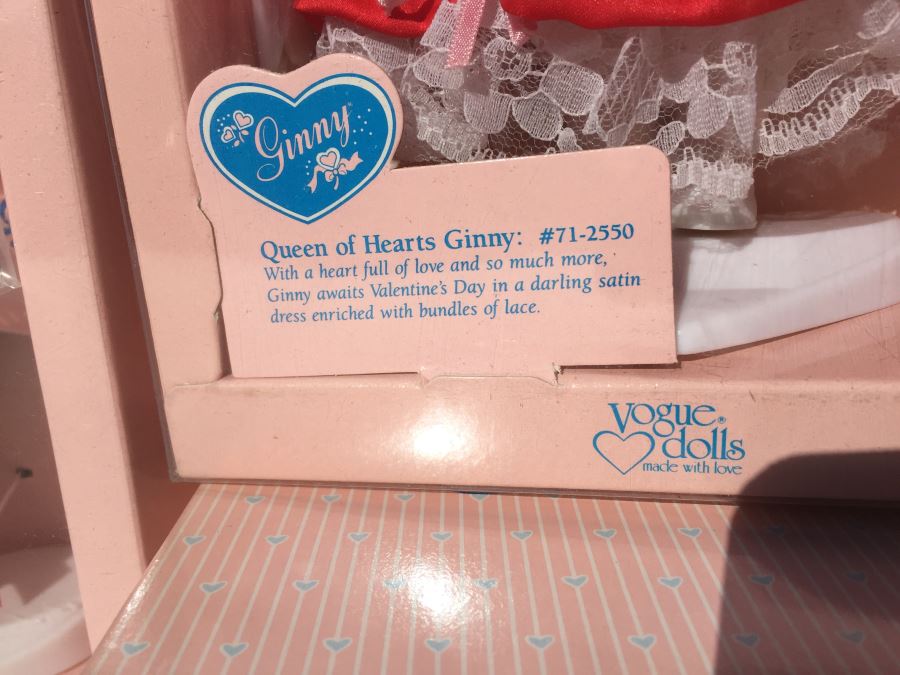 Ginny™
Queen of Hearts Ginny: #71-2550
With a heart full of love and so much more,
Ginny awaits Valentine's Day in a darling satin
dress enriched with bundles of lace.
vogue®
dolls
made with love